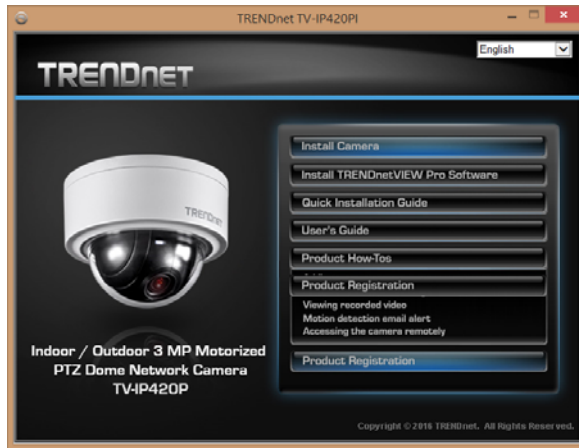 TRENDnet TV-IP420PI
English
TRENDNET
Install Camera
Install TRENDnetVIEW Pro Software
Quick Installation Guide
User's Guide
Product How-Tos
Product Registration
Viewing recorded video
Motion detection email alert
Accessing the camera remotely
Product Registration
TRENDnet
Indoor / Outdoor 3 MP Motorized
PTZ Dome Network Camera
TV-IP420P
Copyright © 2016 TRENDnet. All Rights Reserved.